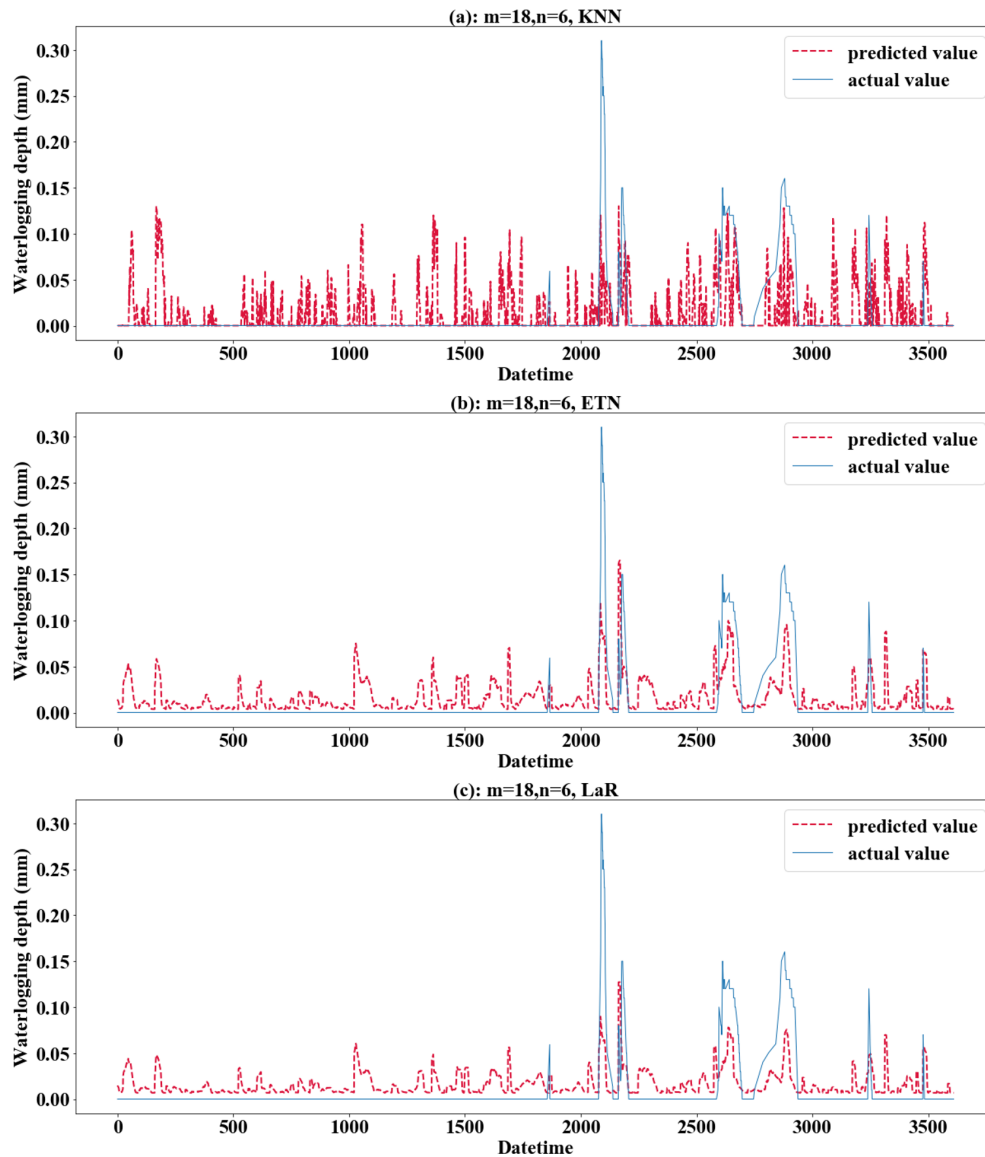 (a): m=18,n=6, KNN
predicted value
actual value
Waterlogging depth (mm)
0.30
0.25
0.20
0.15
0.10
0.05
0.00
0 500 1000 1500 2000 2500 3000 3500
Datetime
(b): m=18,n=6, ETN
predicted value
actual value
Waterlogging depth (mm)
0.30
0.25
0.20
0.15
0.10
0.05
0.00
0 500 1000 1500 2000 2500 3000 3500
Datetime
(c): m=18,n=6, LaR
predicted value
actual value
Waterlogging depth (mm)
0.30
0.25
0.20
0.15
0.10
0.05
0.00
0 500 1000 1500 2000 2500 3000 3500
Datetime